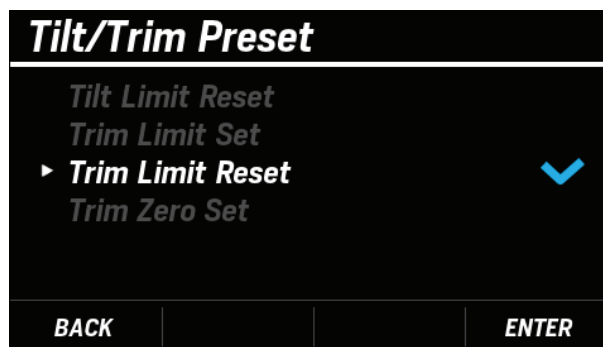 Tilt/Trim Preset
Tilt Limit Reset
Trim Limit Set
Trim Limit Reset
Trim Zero Set
BACK ENTER